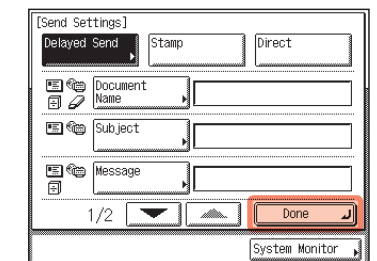 [Send Settings]
Delayed Send Stamp Direct
Document
Name
Subject
Message
1/2 Done
System Monitor